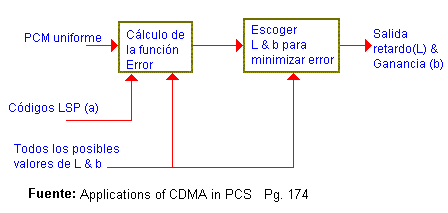 PCM uniforme
Cálculo de
la función
Error
Escoger
L & b para
minimizar error
Salida
retardo(L) &
Ganancia (b)
Códigos LSP (a)
Todos los posibles
valores de L & b
Fuente: Applications of CDMA in PCS Pg. 174